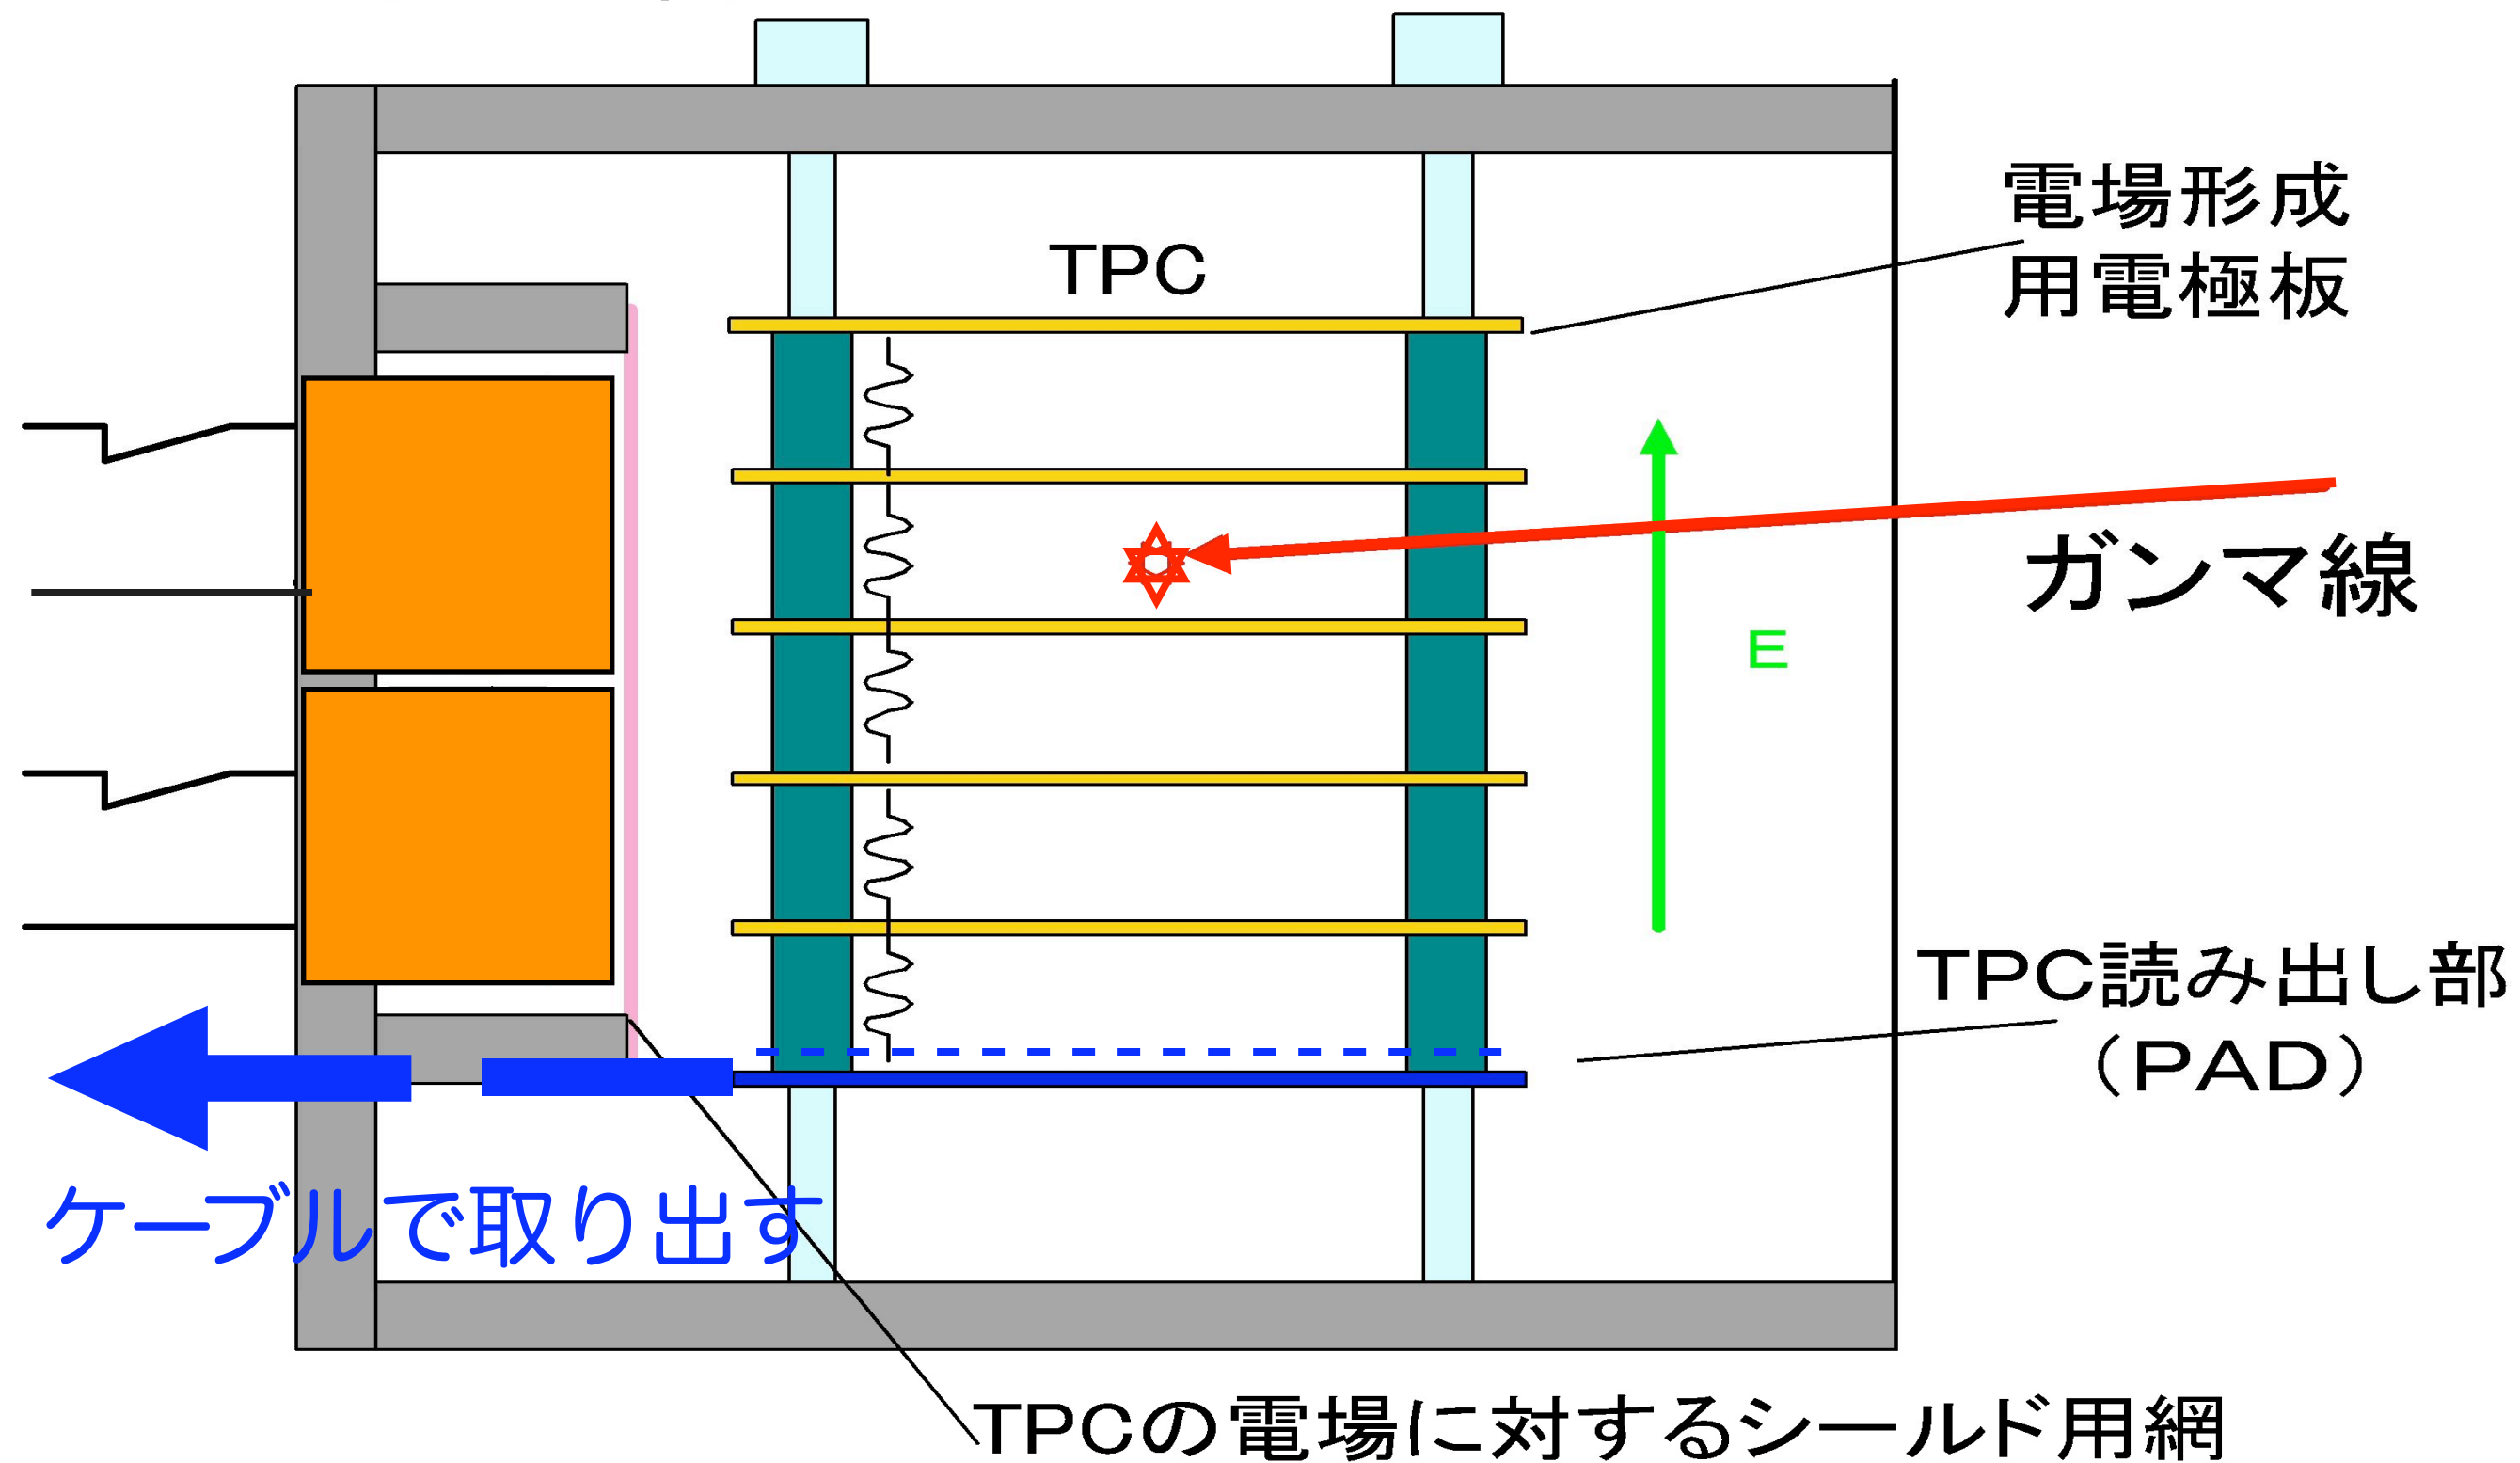 TPC
電場形成
用電極板
ガンマ線
E
TPC読み出し部
（PAD）
ケーブルで取り出す
TPCの電場に対するシールド用網